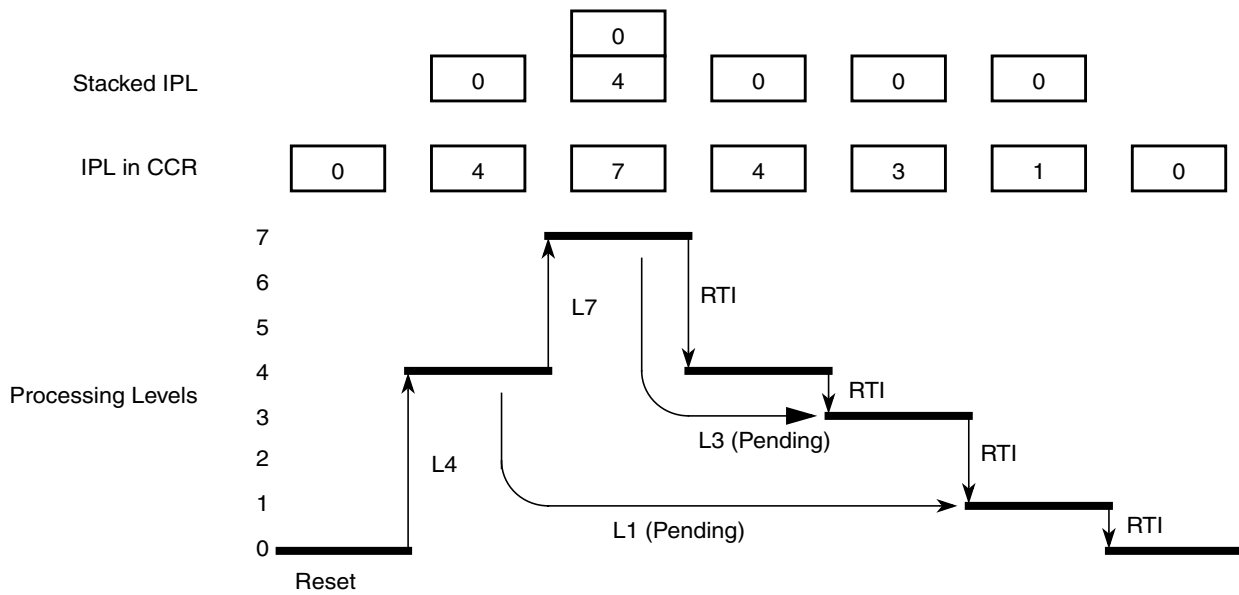 0
Stacked IPL 0 4 0 0 0
IPL in CCR 0 4 7 4 3 1 0
7
6
L7 RTI
5
4
Processing Levels RTI
3
L3 (Pending)
2
L4 RTI
1
L1 (Pending) RTI
0
Reset